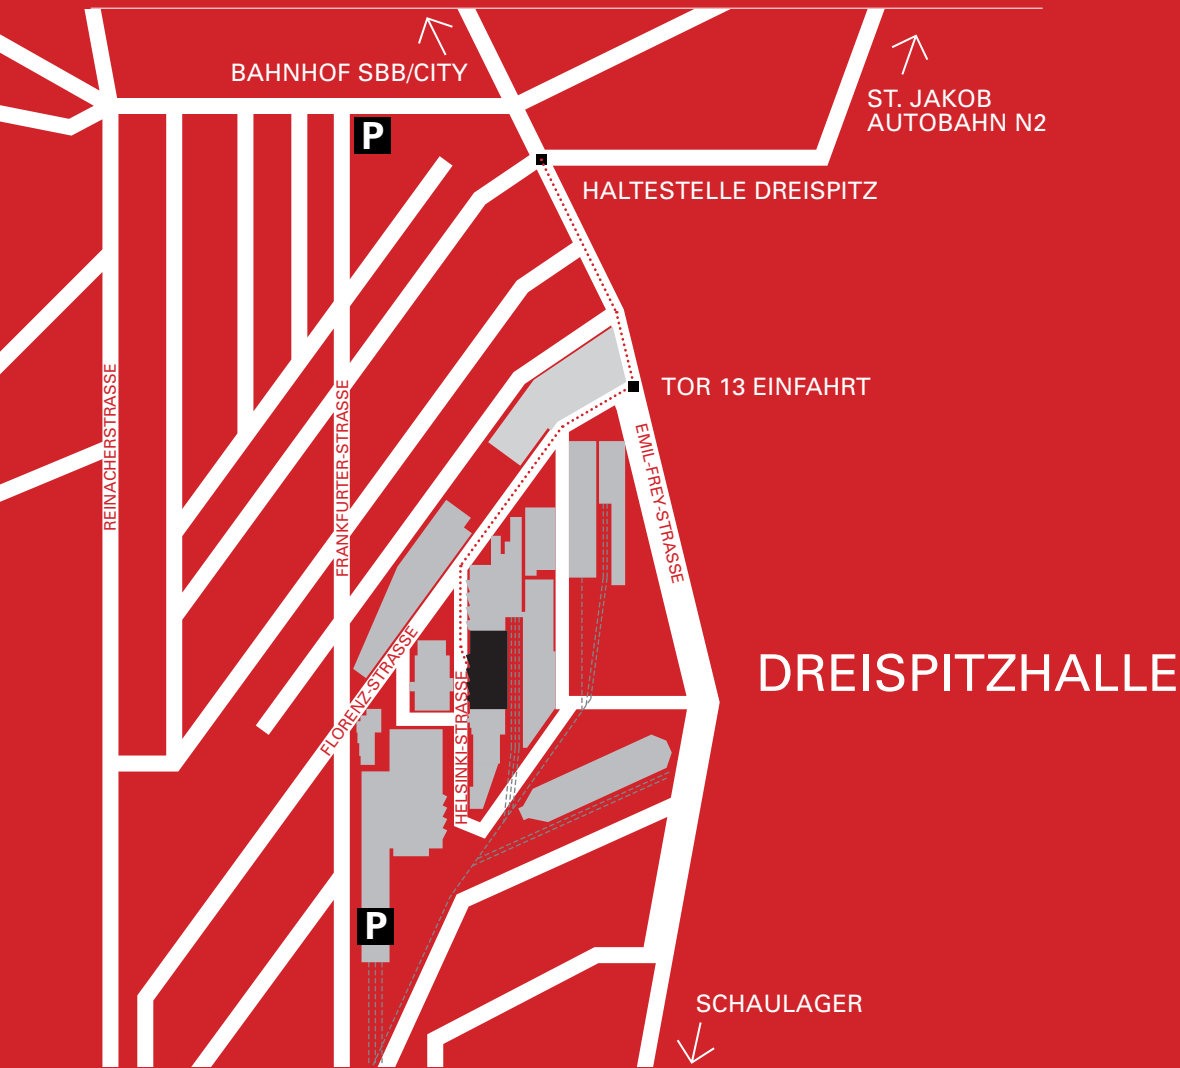 BAHNHOF SBB/CITY
ST. JAKOB
AUTOBAHN N2
P
HALTESTELLE DREISPITZ
TOR 13 EINFAHRT
REINACHERSTRASSE
FRANKFURTER-STRASSE
EMIL-FREY-STRASSE
DREISPITZHALLE
FLORENZ-STRASSE
HELSINKI-STRASSE
P
SCHAULAGER